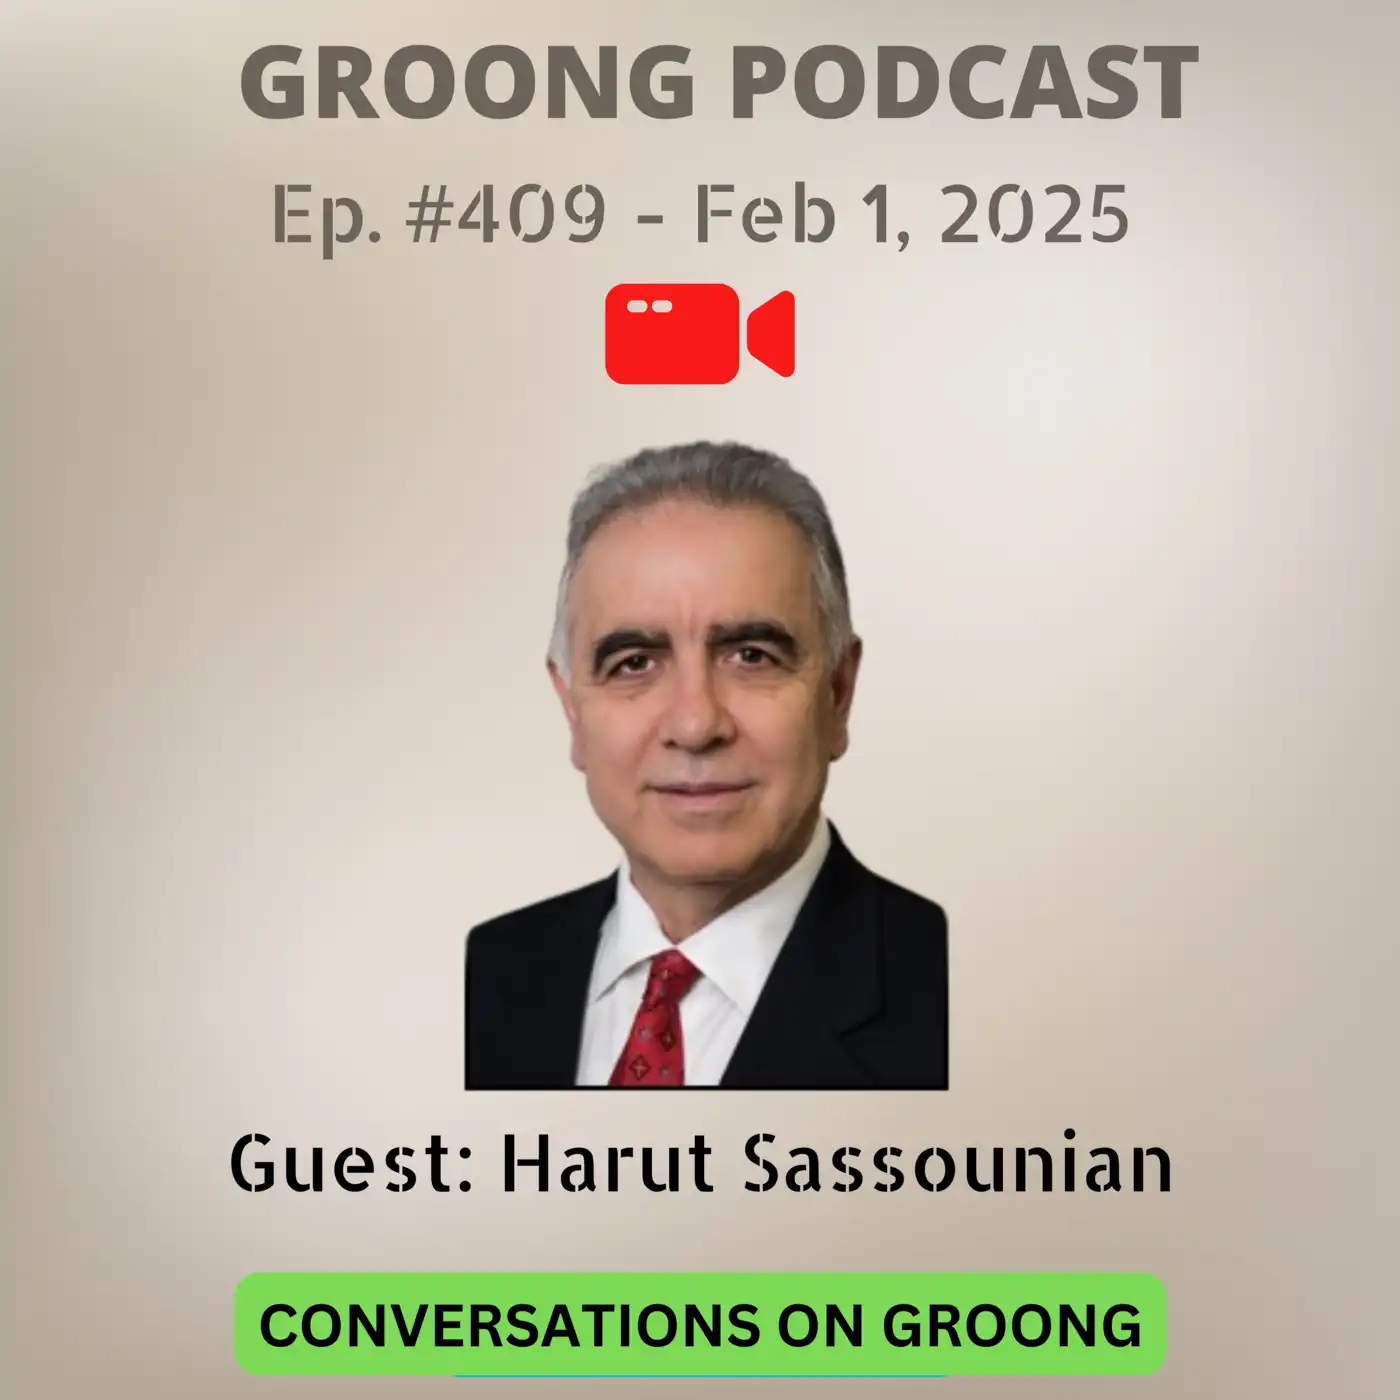 GROONG PODCAST
Ep. #409 - Feb 1, 2025
Guest: Harut Sassounian
CONVERSATIONS ON GROONG